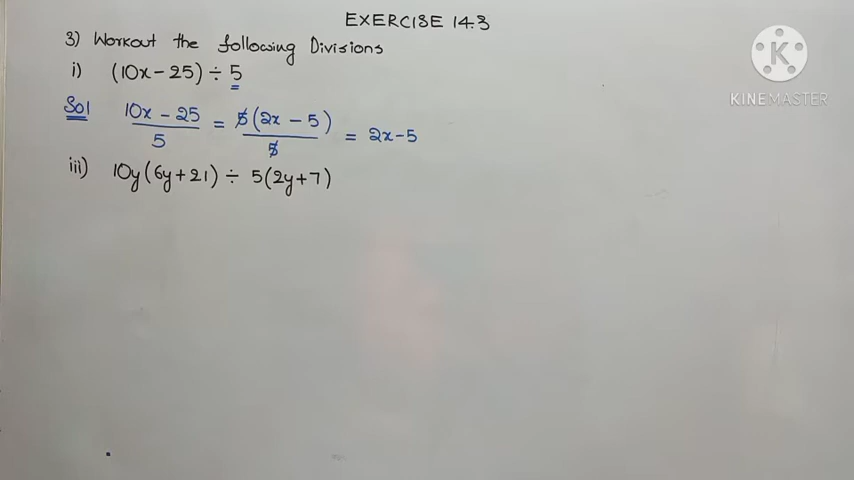 EXERCISE 14.3
3) Workout the following Divisions
i) (10x - 25) ÷ 5
Sol 10x - 25 / 5 = 5(2x - 5) / 5 = 2x - 5
iii) 10y(6y+21) ÷ 5(2y+7)
KINEMASTER